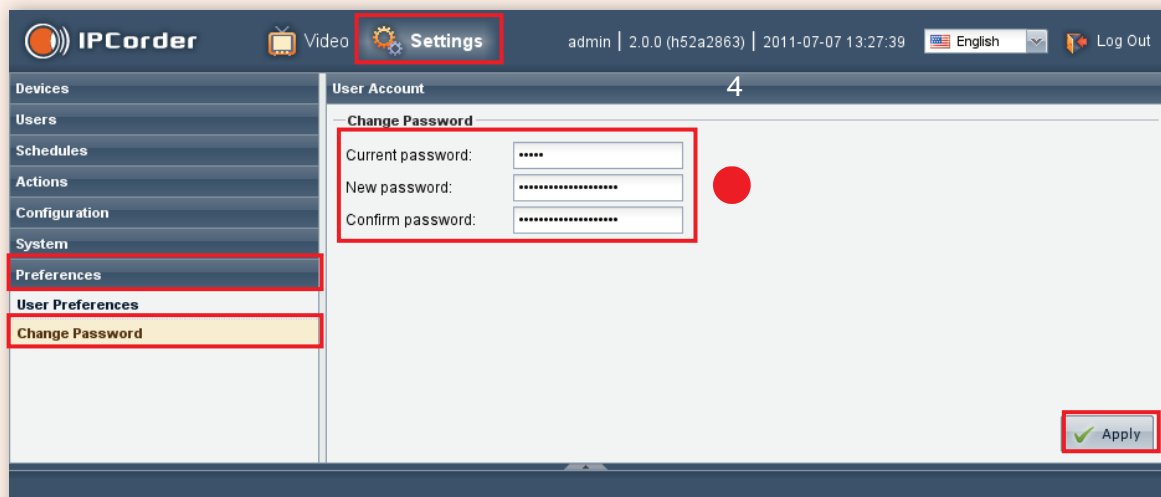 IPCorder Video Settings admin | 2.0.0 (h52a2863) | 2011-07-07 13:27:39 English Log Out
Devices
Users
Schedules
Actions
Configuration
System
Preferences
User Preferences
Change Password
User Account 4
Change Password
Current password: •••••
New password: ••••••••••••••••••••
Confirm password: ••••••••••••••••••••
Apply